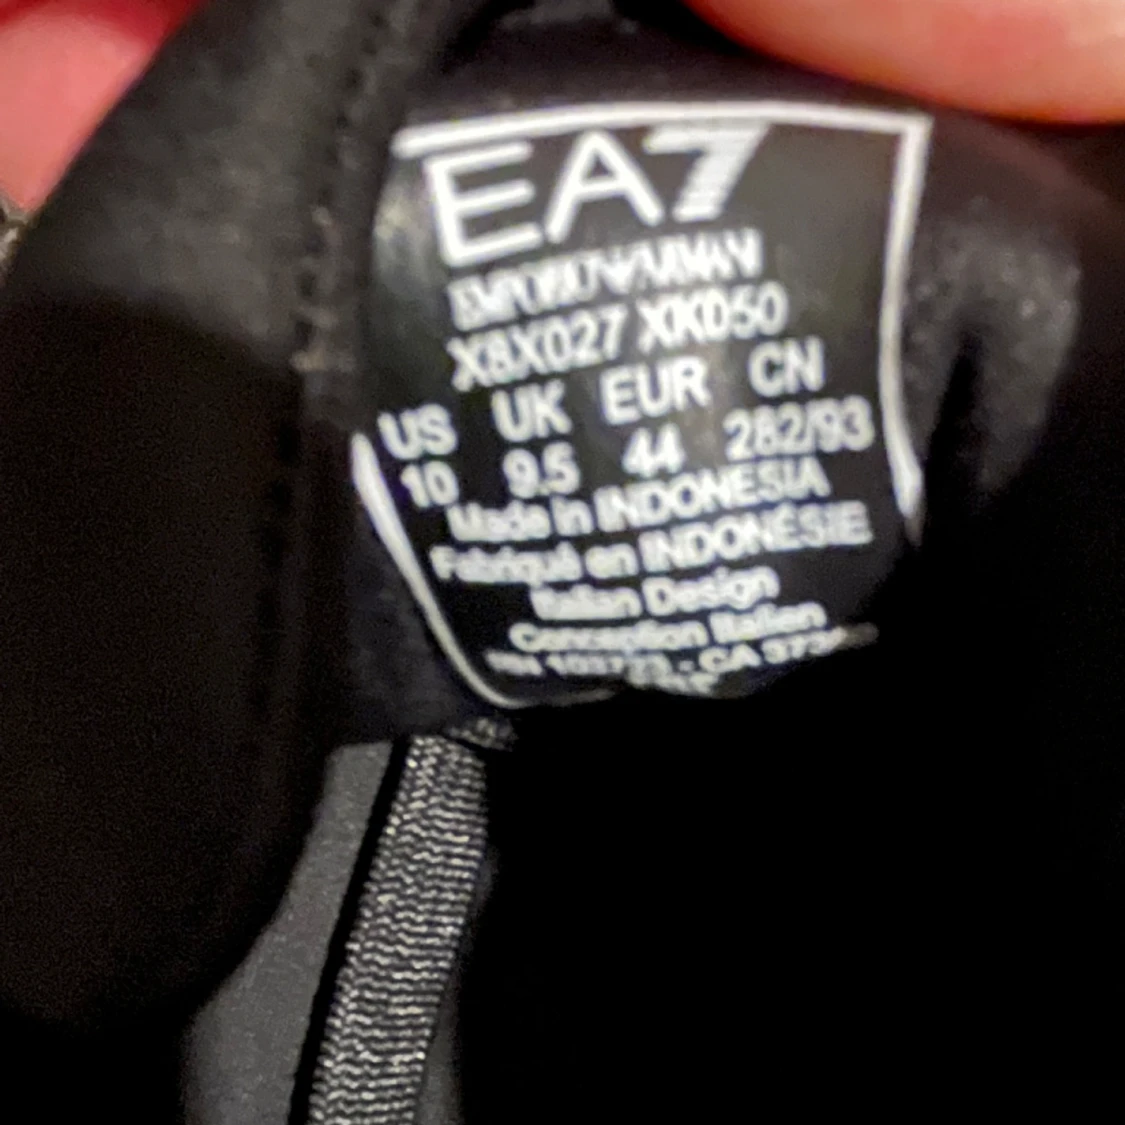 EA7
EMPORIO ARMANI
X8X027 XK050
US UK EUR CN
10 9.5 44 282/93
Made in INDONESIA
Fabriqué en INDONÉSIE
Italian Design
Conception Italien
- CA